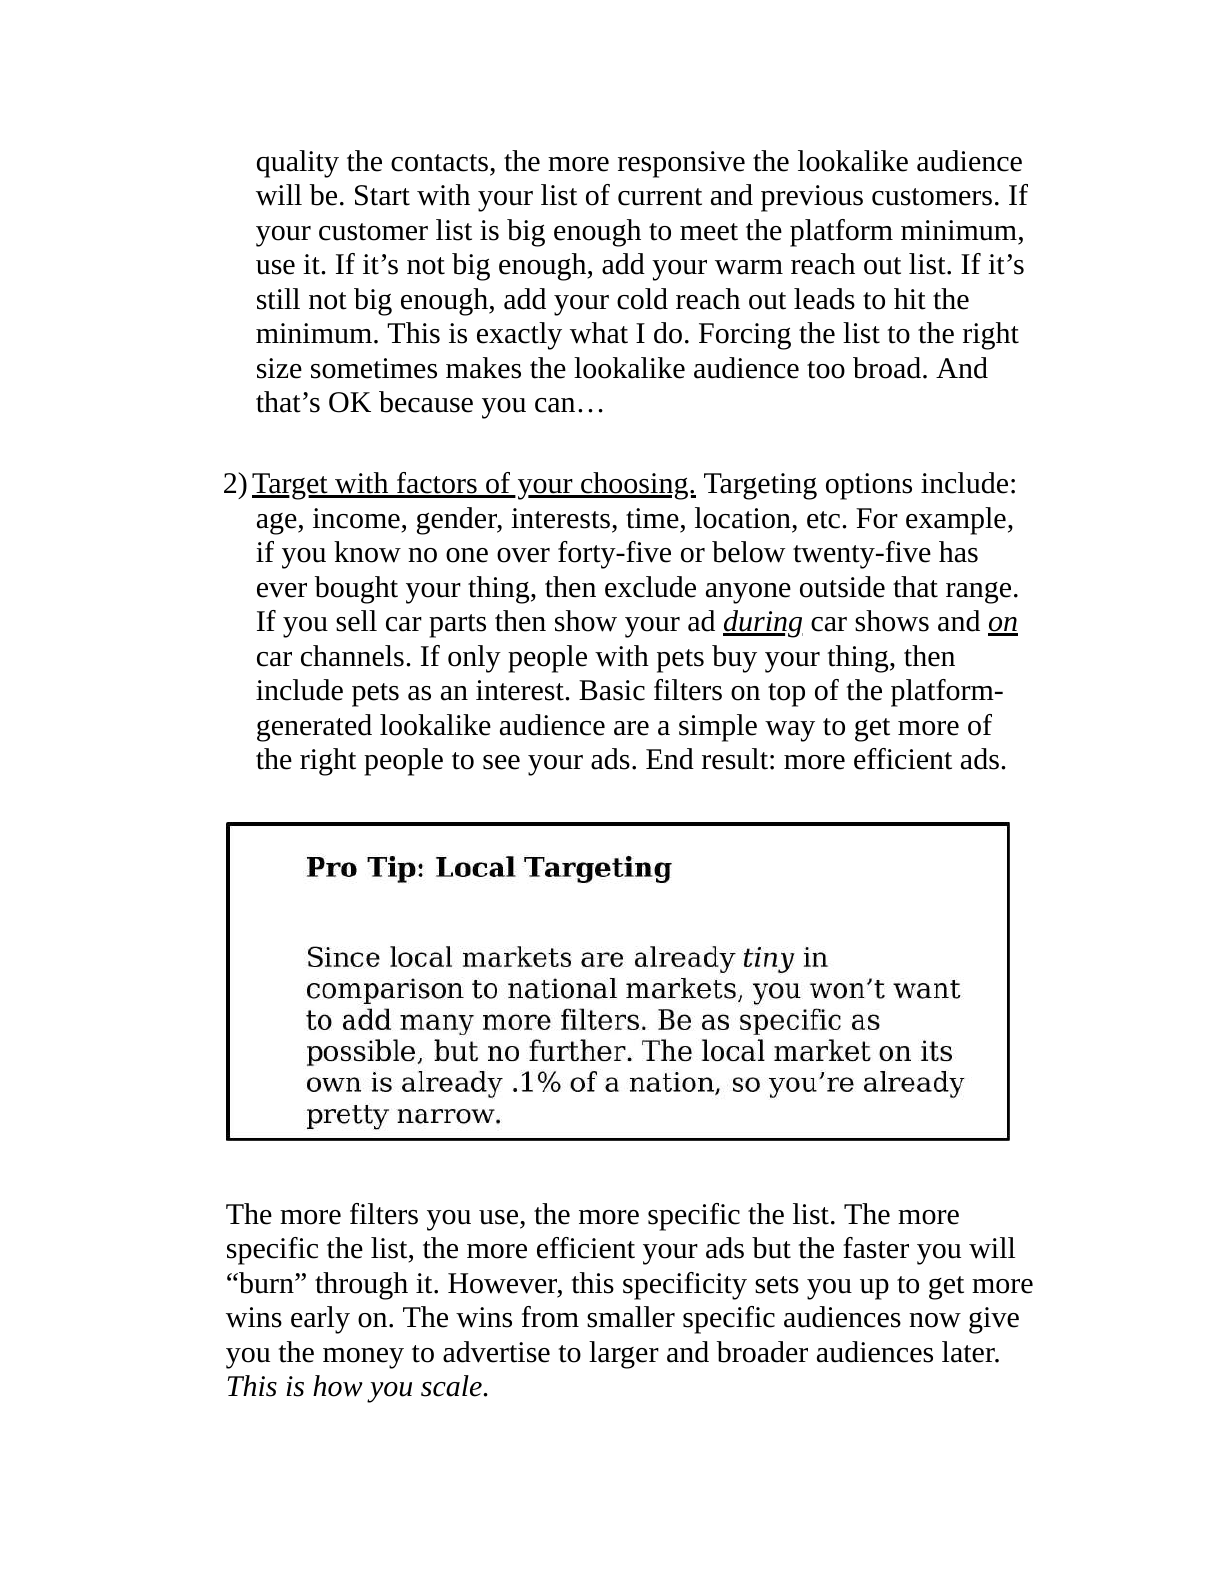 quality the contacts, the more responsive the lookalike audience
will be. Start with your list of current and previous customers. If
your customer list is big enough to meet the platform minimum,
use it. If it’s not big enough, add your warm reach out list. If it’s
still not big enough, add your cold reach out leads to hit the
minimum. This is exactly what I do. Forcing the list to the right
size sometimes makes the lookalike audience too broad. And
that’s OK because you can…
2) Target with factors of your choosing. Targeting options include:
age, income, gender, interests, time, location, etc. For example,
if you know no one over forty-five or below twenty-five has
ever bought your thing, then exclude anyone outside that range.
If you sell car parts then show your ad during car shows and on
car channels. If only people with pets buy your thing, then
include pets as an interest. Basic filters on top of the platform-
generated lookalike audience are a simple way to get more of
the right people to see your ads. End result: more efficient ads.
Pro Tip: Local Targeting
Since local markets are already tiny in
comparison to national markets, you won’t want
to add many more filters. Be as specific as
possible, but no further. The local market on its
own is already .1% of a nation, so you’re already
pretty narrow.
The more filters you use, the more specific the list. The more
specific the list, the more efficient your ads but the faster you will
“burn” through it. However, this specificity sets you up to get more
wins early on. The wins from smaller specific audiences now give
you the money to advertise to larger and broader audiences later.
This is how you scale.